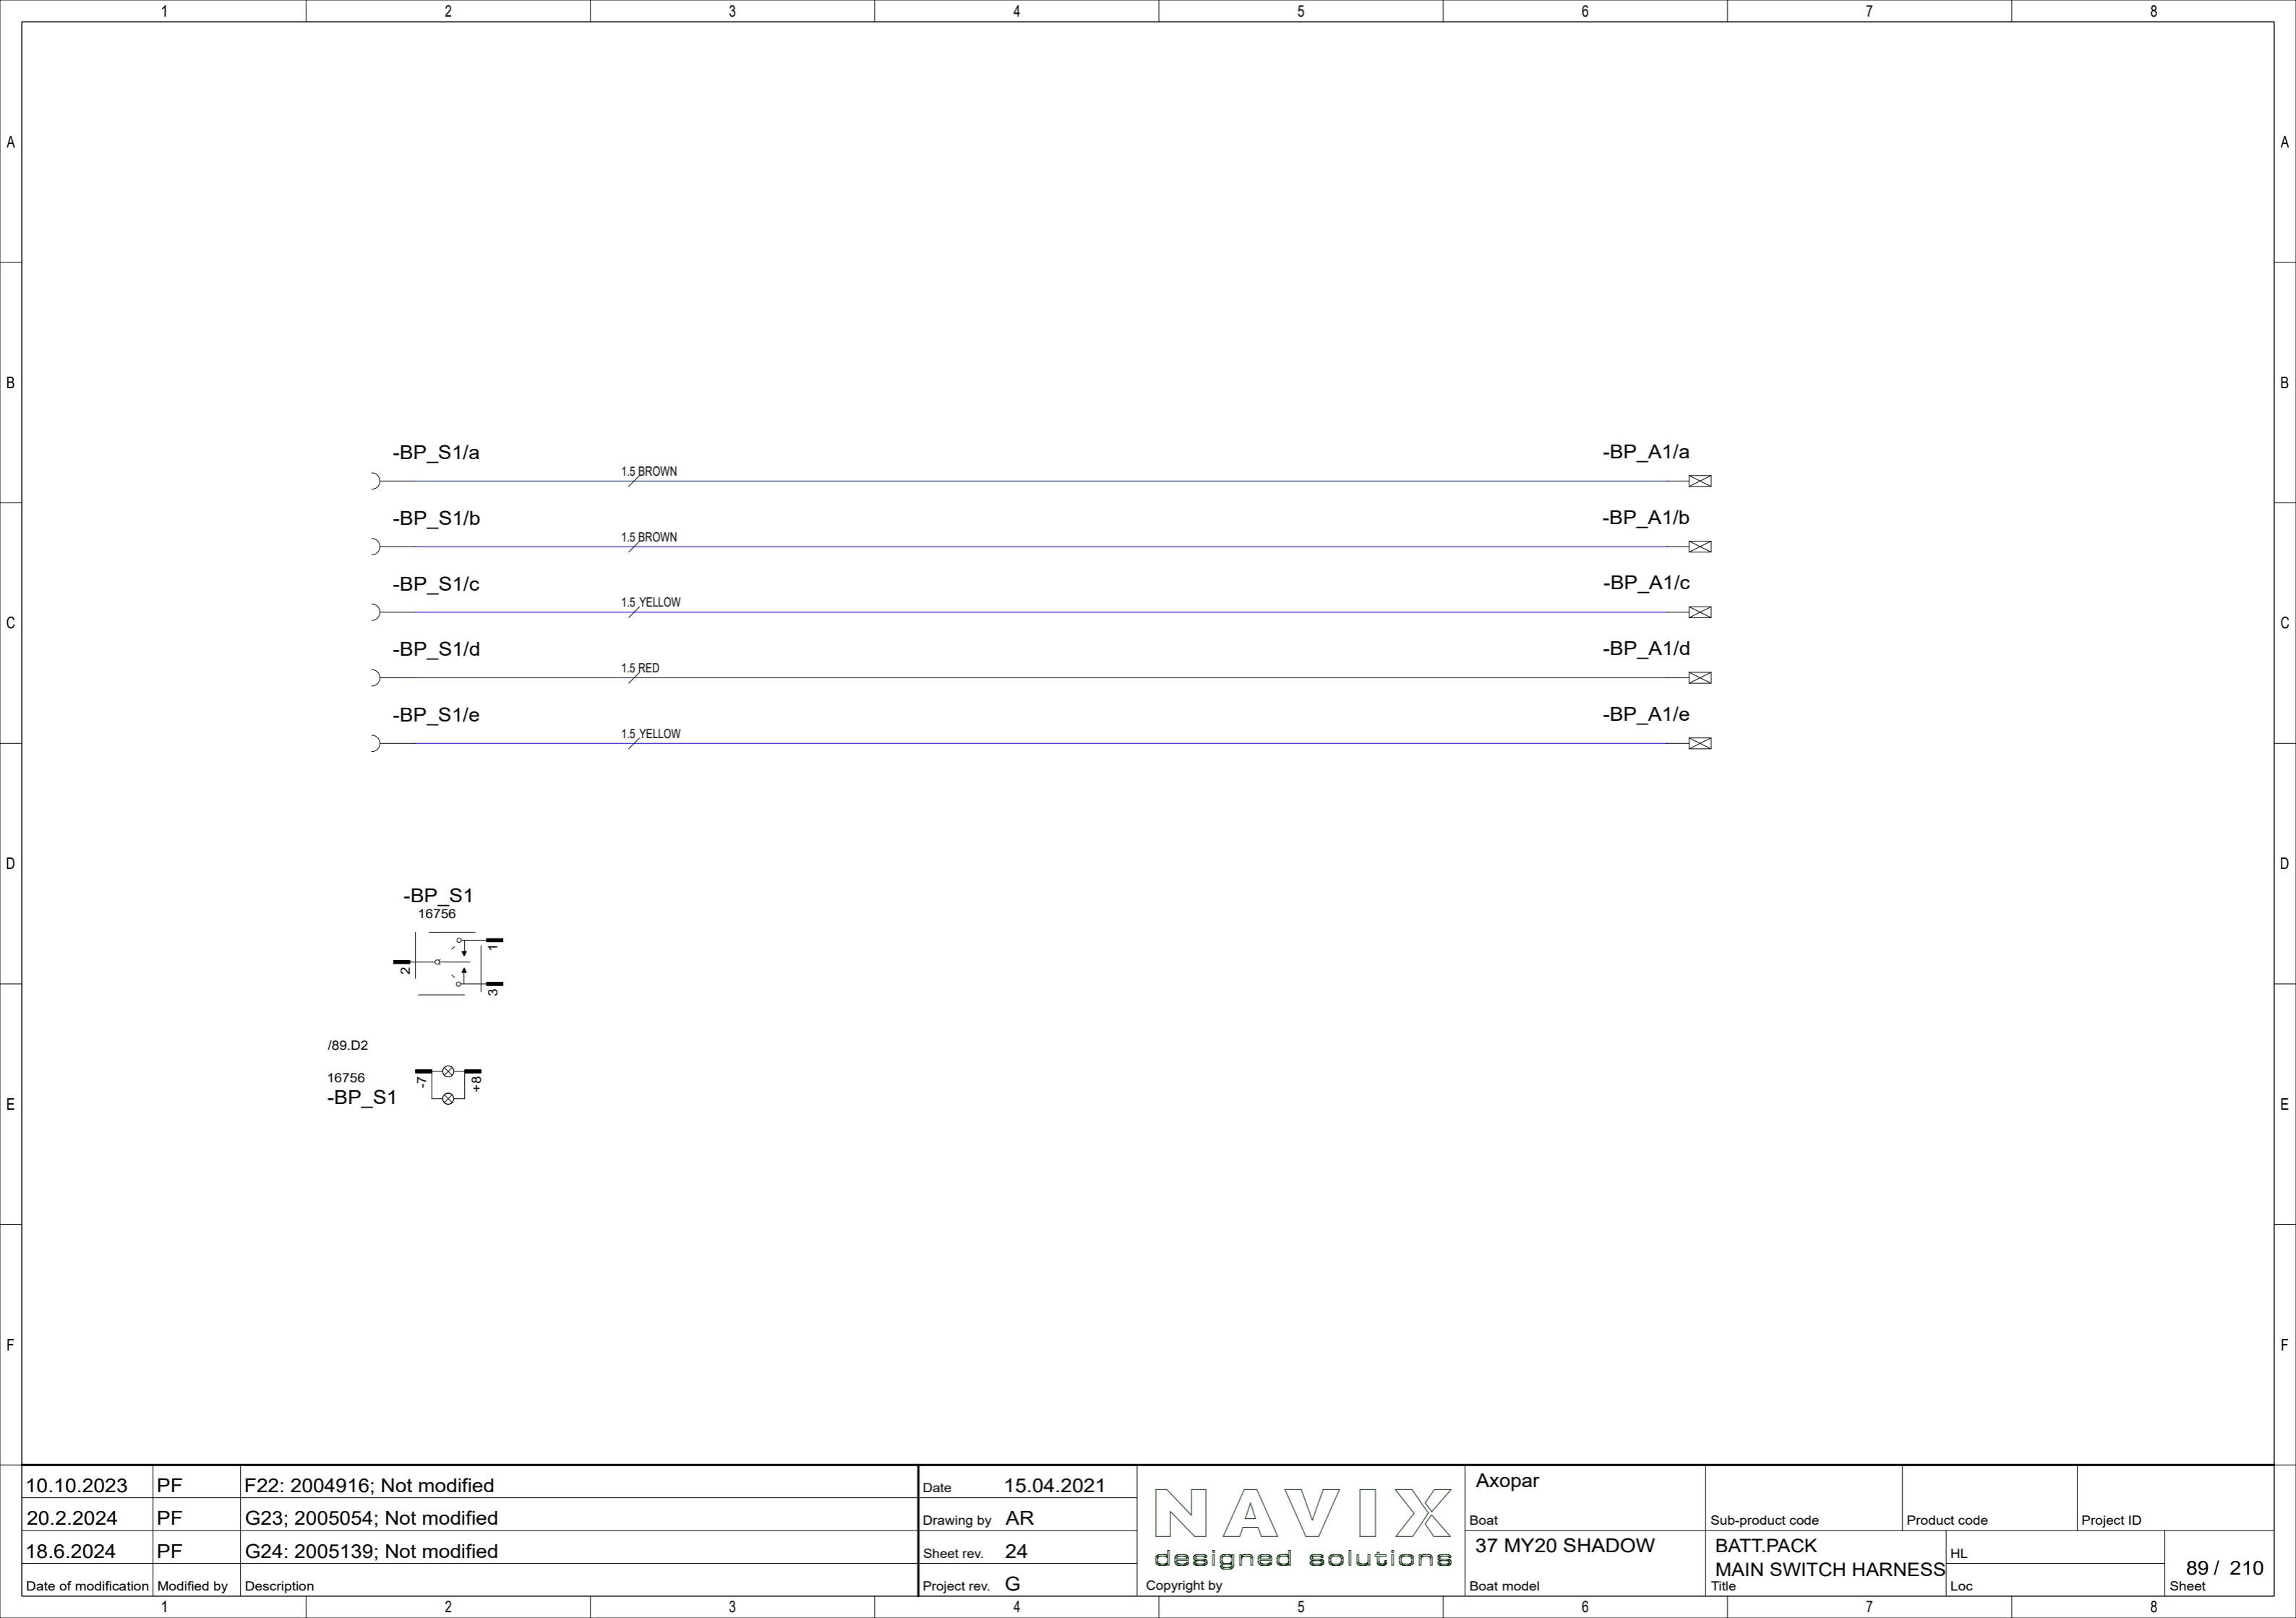 1 2 3 4 5 6 7 8
A A
B B
-BP_S1/a -BP_A1/a
1.5 BROWN
-BP_S1/b -BP_A1/b
1.5 BROWN
-BP_S1/c -BP_A1/c
1.5 YELLOW
C C
-BP_S1/d -BP_A1/d
1.5 RED
-BP_S1/e -BP_A1/e
1.5 YELLOW
D D
-BP_S1
16756
1
2
3
/89.D2
16756
-7 +8
-BP_S1
E E
F F
10.10.2023 PF F22: 2004916; Not modified
20.2.2024 PF G23; 2005054; Not modified
18.6.2024 PF G24: 2005139; Not modified
Date of modification Modified by Description
Date 15.04.2021
Drawing by AR
Sheet rev. 24
Project rev. G
NAVIX
designed solutions
Copyright by
Axopar
Boat
37 MY20 SHADOW
Boat model
Sub-product code Product code Project ID
BATT.PACK
MAIN SWITCH HARNESS
Title
HL
Loc
89 / 210
Sheet
1 2 3 4 5 6 7 8